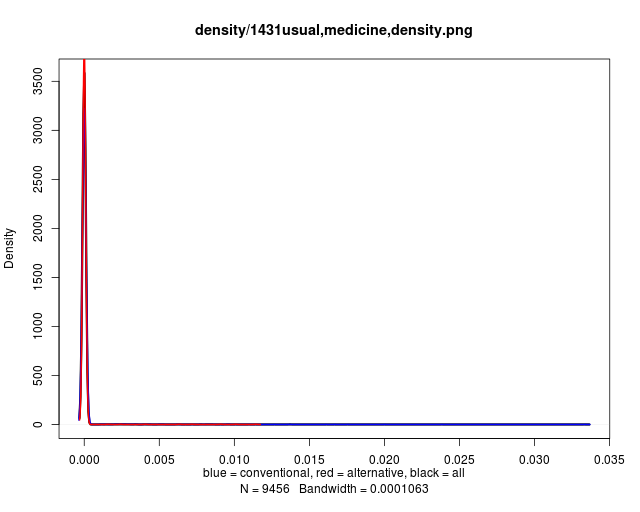 density/1431usual,medicine,density.png
Density
3500
3000
2500
2000
1500
1000
500
0
0.000 0.005 0.010 0.015 0.020 0.025 0.030 0.035
blue = conventional, red = alternative, black = all
N = 9456 Bandwidth = 0.0001063